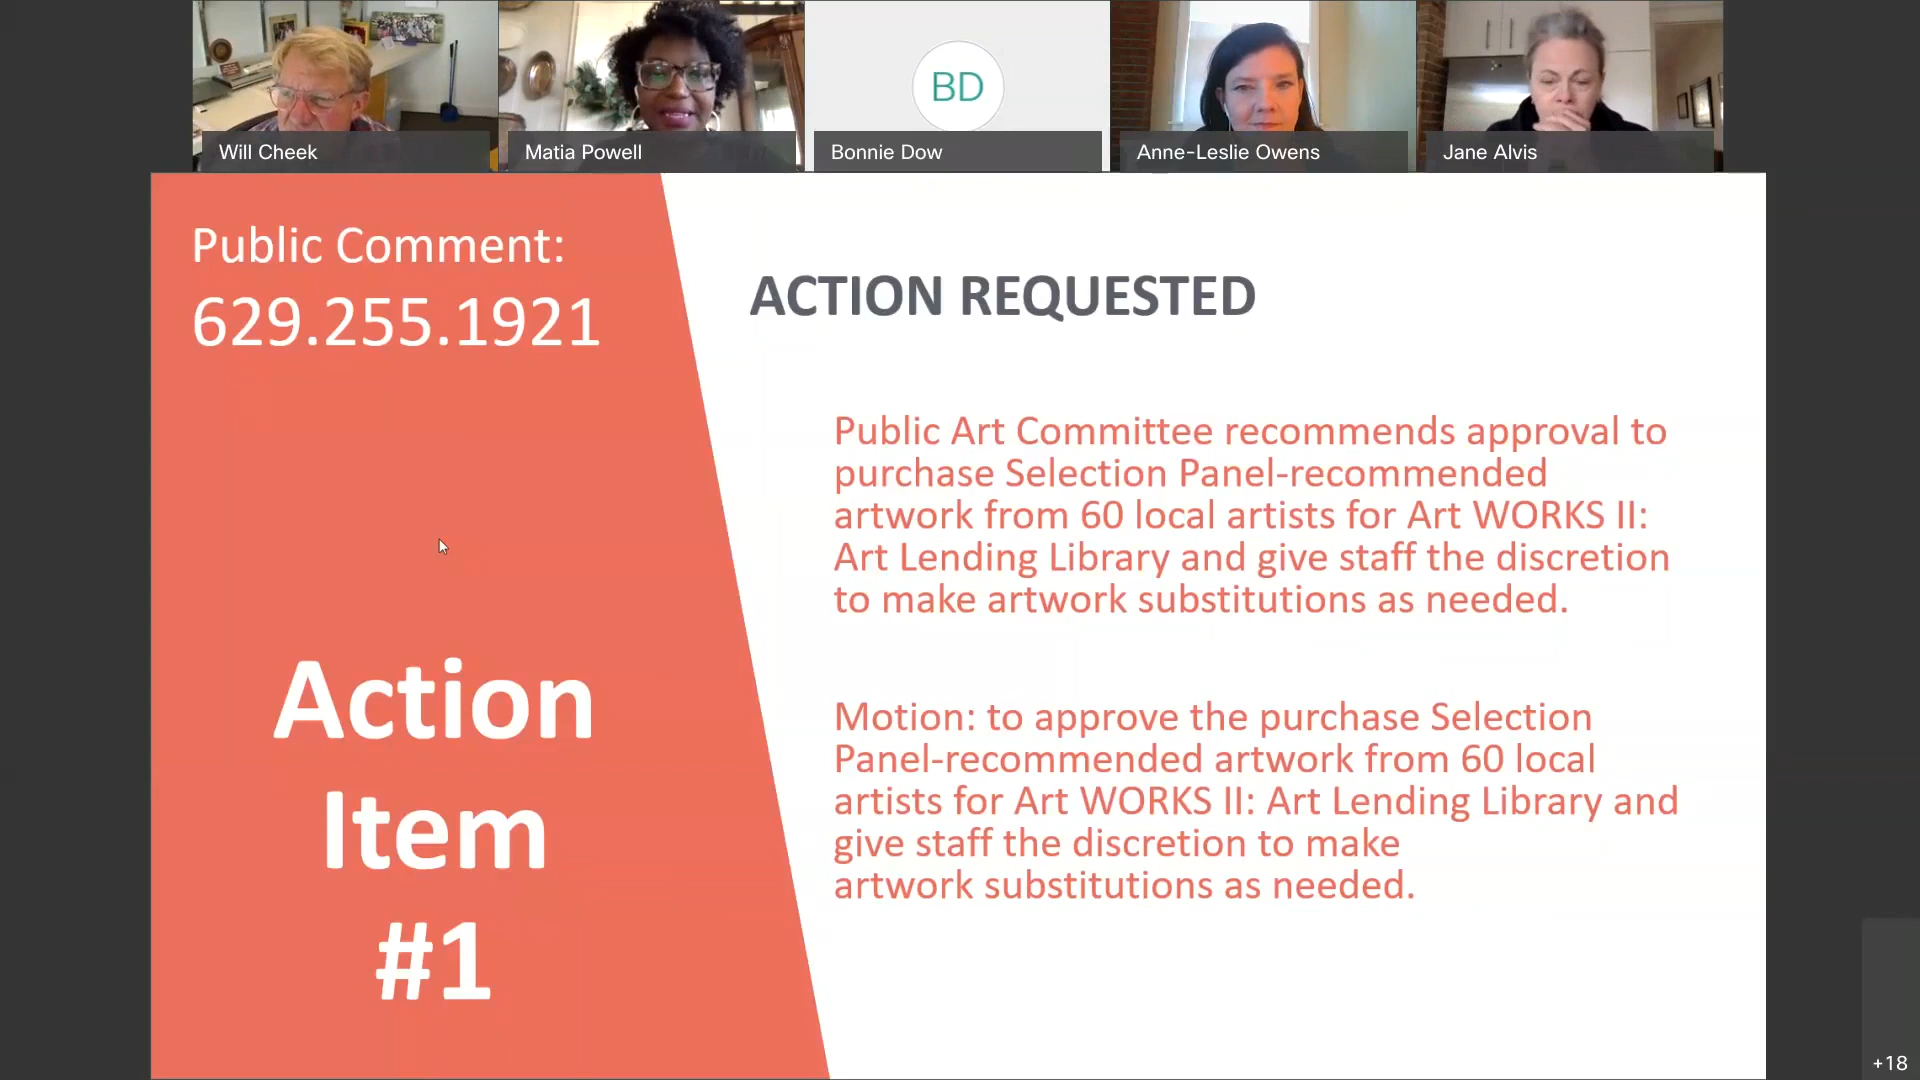 Will Cheek
Matia Powell
BD
Bonnie Dow
Anne-Leslie Owens
Jane Alvis
Public Comment:
629.255.1921
Action
Item
#1
ACTION REQUESTED
Public Art Committee recommends approval to
purchase Selection Panel-recommended
artwork from 60 local artists for Art WORKS II:
Art Lending Library and give staff the discretion
to make artwork substitutions as needed.
Motion: to approve the purchase Selection
Panel-recommended artwork from 60 local
artists for Art WORKS II: Art Lending Library and
give staff the discretion to make
artwork substitutions as needed.
+18